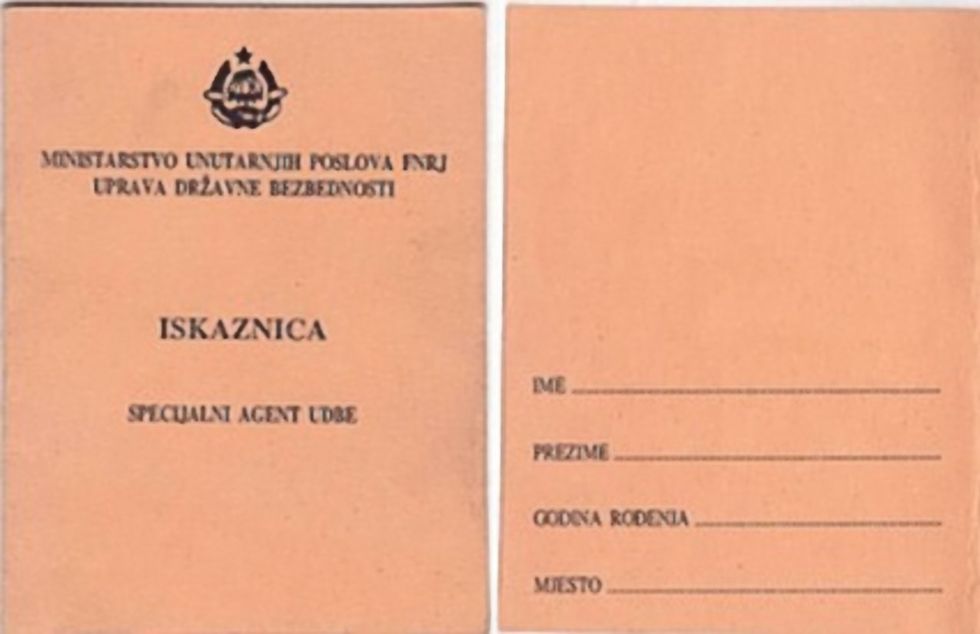 MINISTARSTVO UNUTARNJIH POSLOVA FNRJ
UPRAVA DRŽAVNE BEZBEDNOSTI
ISKAZNICA
SPECIJALNI AGENT UDBE
IME
PREZIME
GODINA ROĐENJA
MJESTO